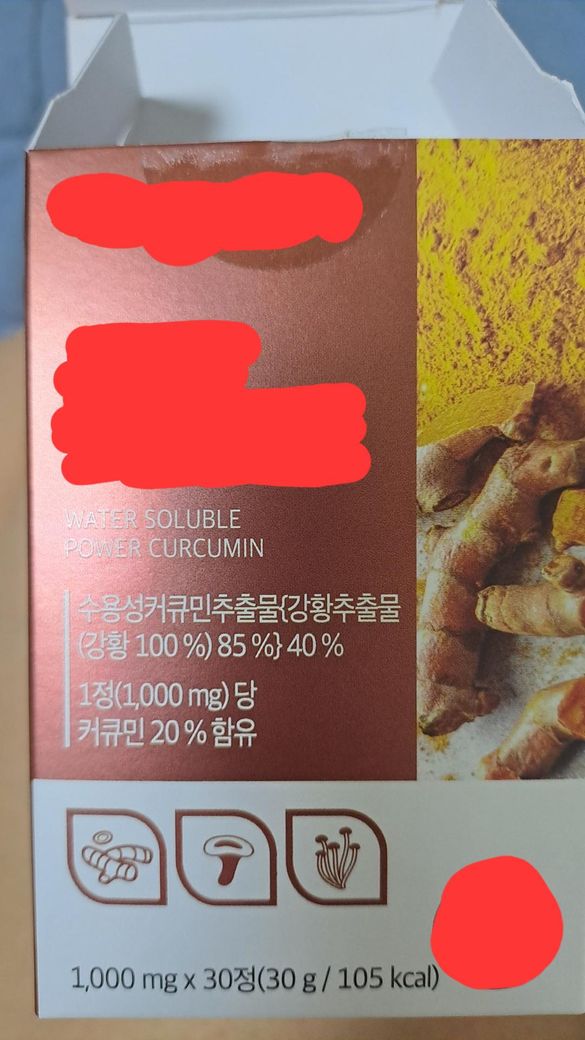 WATER SOLUBLE
POWER CURCUMIN
수용성커큐민추출물{강황추출물
(강황 100 %) 85 %} 40 %
1정(1,000 mg) 당
커큐민 20 % 함유
1,000 mg x 30정(30 g / 105 kcal)